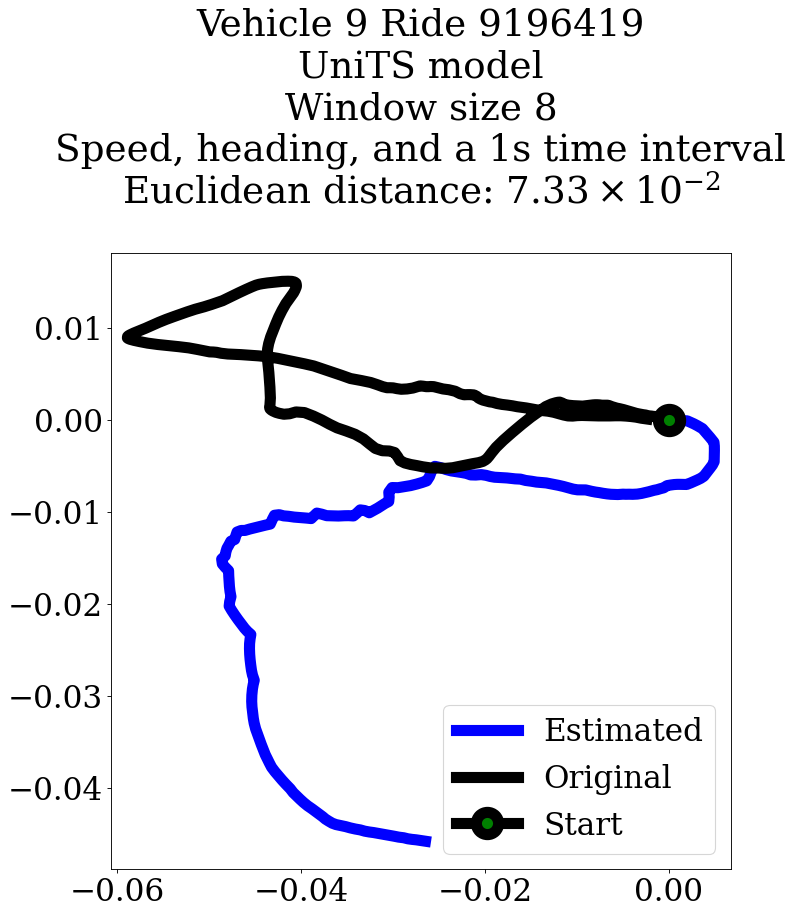 Vehicle 9 Ride 9196419
UniTS model
Window size 8
Speed, heading, and a 1s time interval
Euclidean distance: 7.33 × 10⁻²
0.01
0.00
−0.01
−0.02
−0.03
−0.04
Estimated
Original
Start
−0.06 −0.04 −0.02 0.00